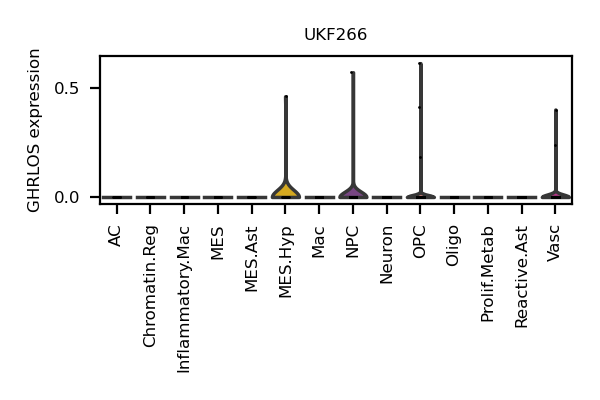 UKF266
GHRLOS expression
0.5
0.0
AC
Chromatin.Reg
Inflammatory.Mac
MES
MES.Ast
MES.Hyp
Mac
NPC
Neuron
OPC
Oligo
Prolif.Metab
Reactive.Ast
Vasc